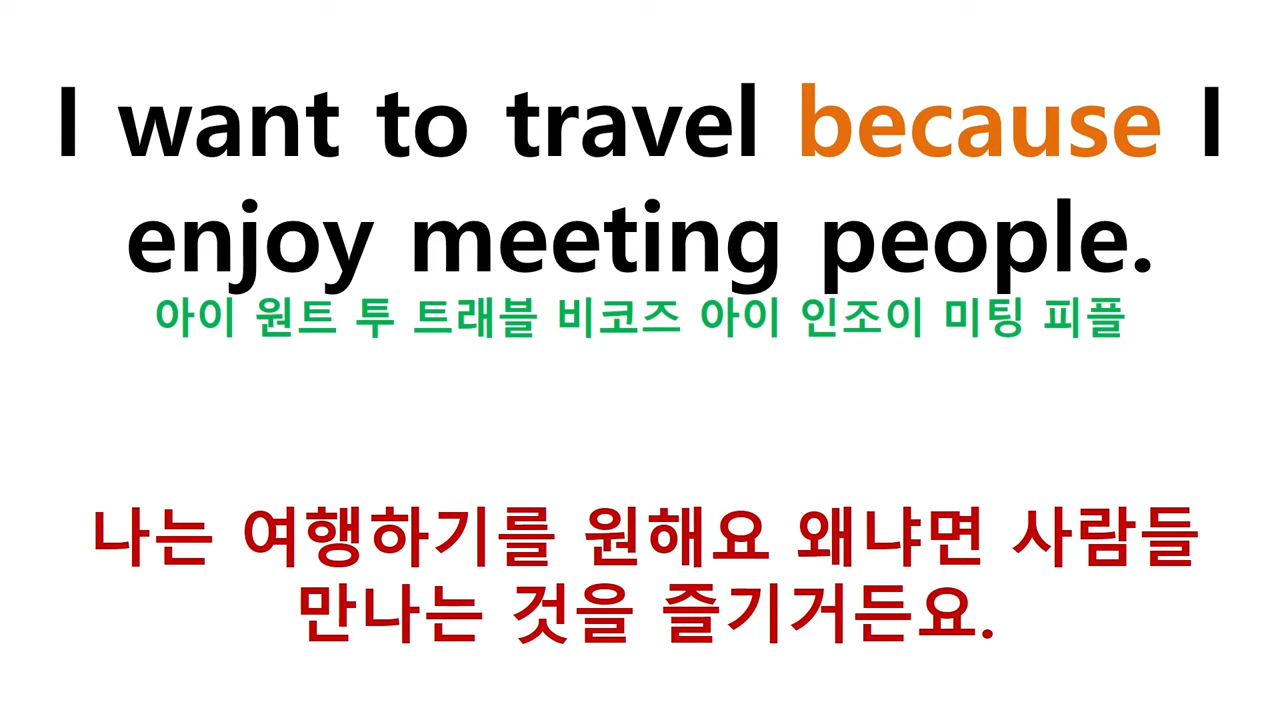 I want to travel because I
enjoy meeting people.
아이 원트 투 트래블 비코즈 아이 인조이 미팅 피플
나는 여행하기를 원해요 왜냐면 사람들
만나는 것을 즐기거든요.